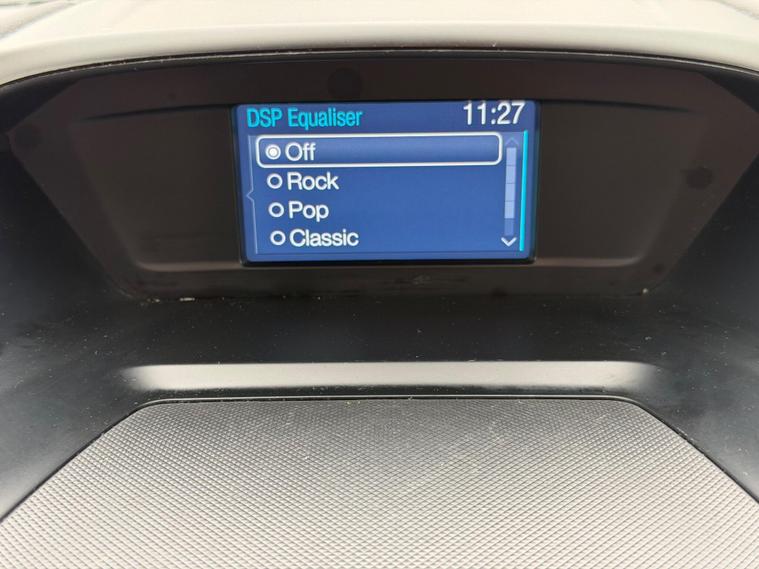 DSP Equaliser 11:27
Off
Rock
Pop
Classic